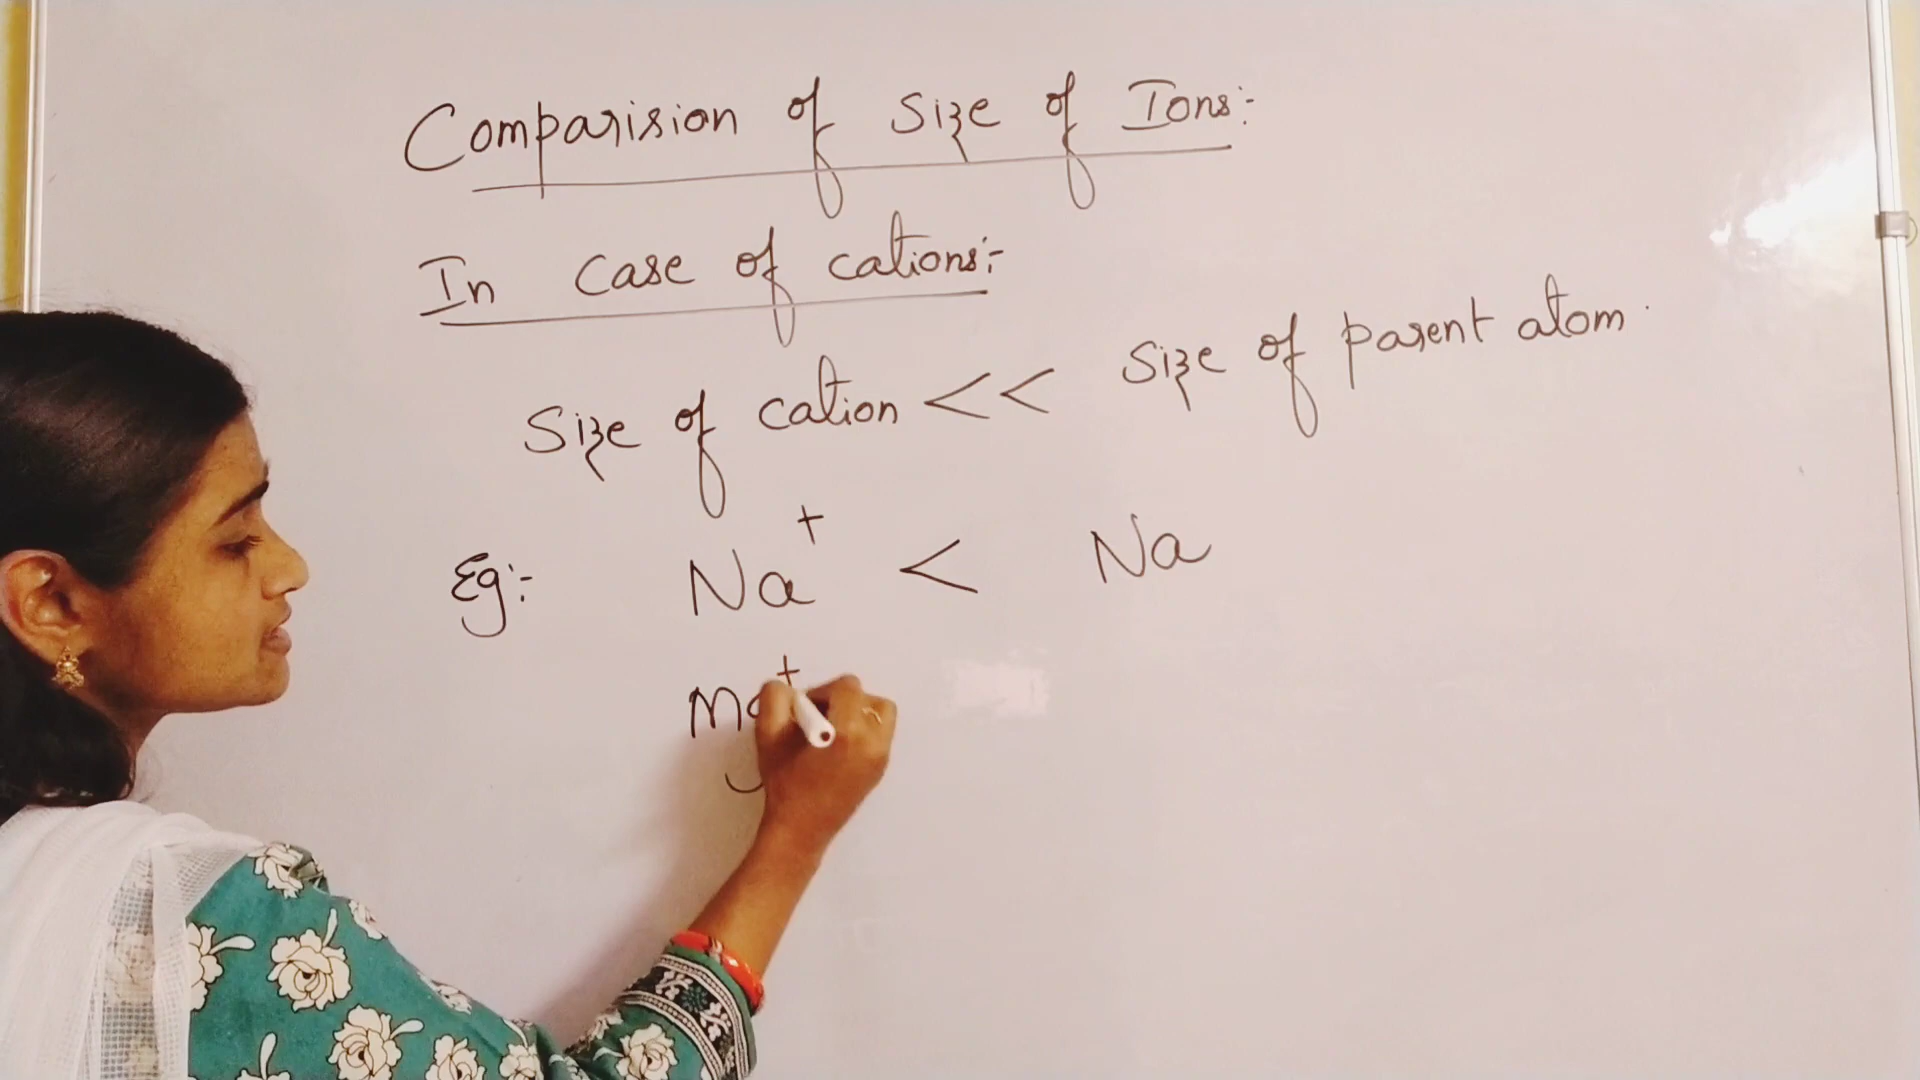 Comparision of Size of Ions:-
In case of cations:-
Size of cation << Size of parent atom.
Eg:- Na⁺ < Na
Mg⁺